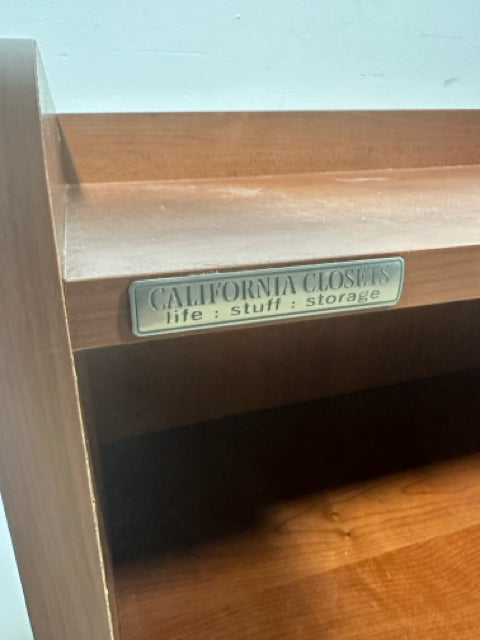 CALIFORNIA CLOSETS
life : stuff : storage